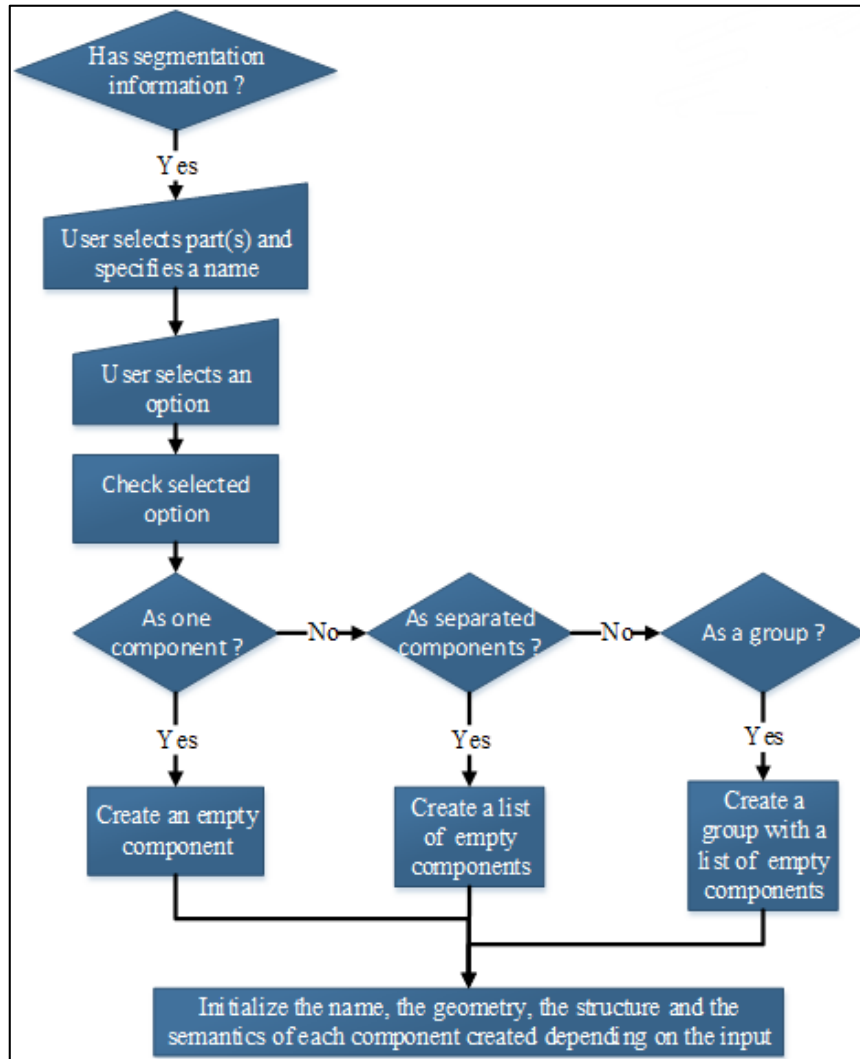 Has segmentation
information ?
Yes
User selects part(s) and
specifies a name
User selects an
option
Check selected
option
As one
component ?
No
As separated
components ?
No
As a group ?
Yes
Yes
Yes
Create an empty
component
Create a list
of empty
components
Create a
group with a
list of empty
components
Initialize the name, the geometry, the structure and the
semantics of each component created depending on the input